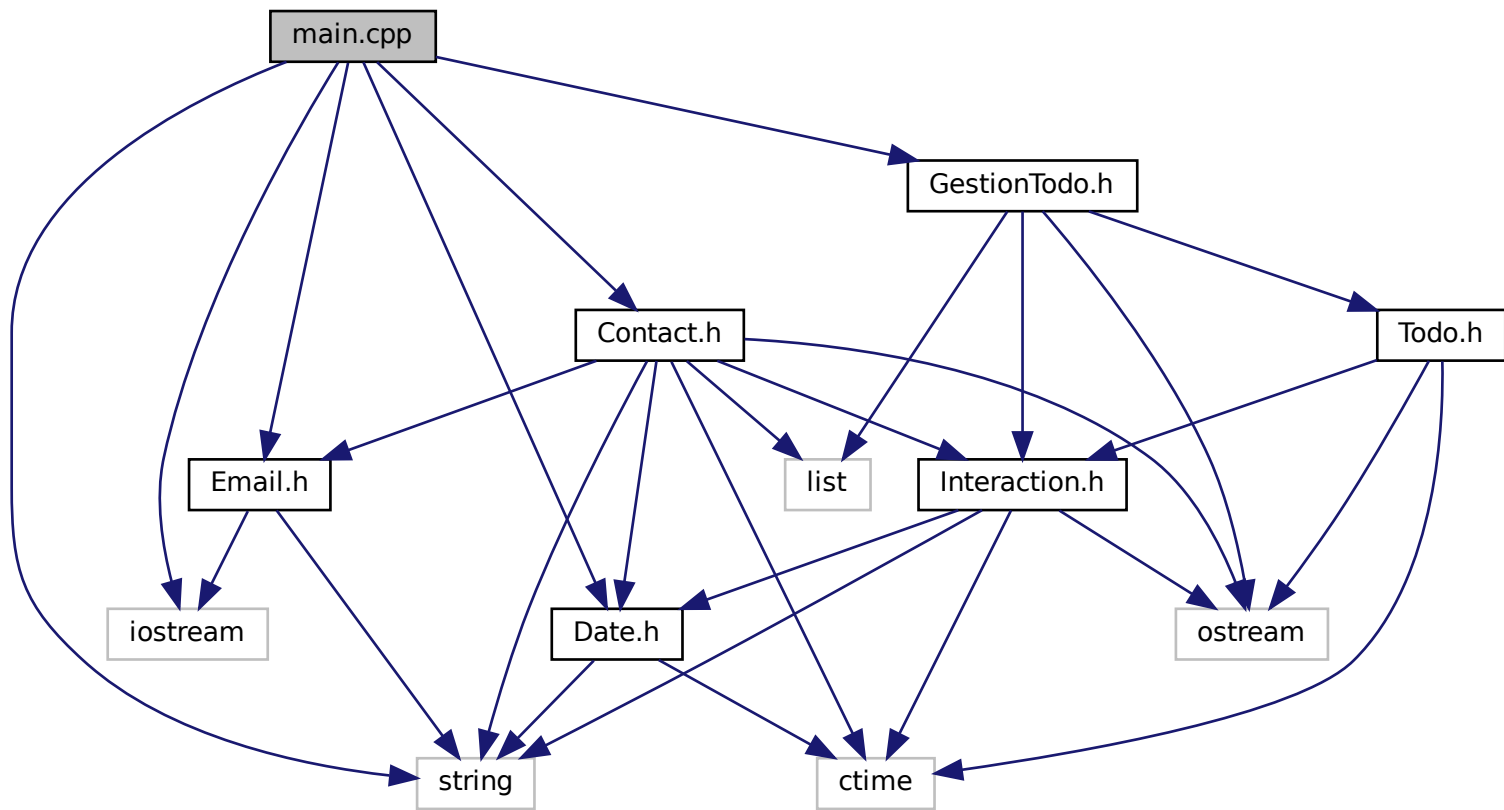 main.cpp
GestionTodo.h
Contact.h
Todo.h
Email.h
list
Interaction.h
iostream
Date.h
ostream
string
ctime